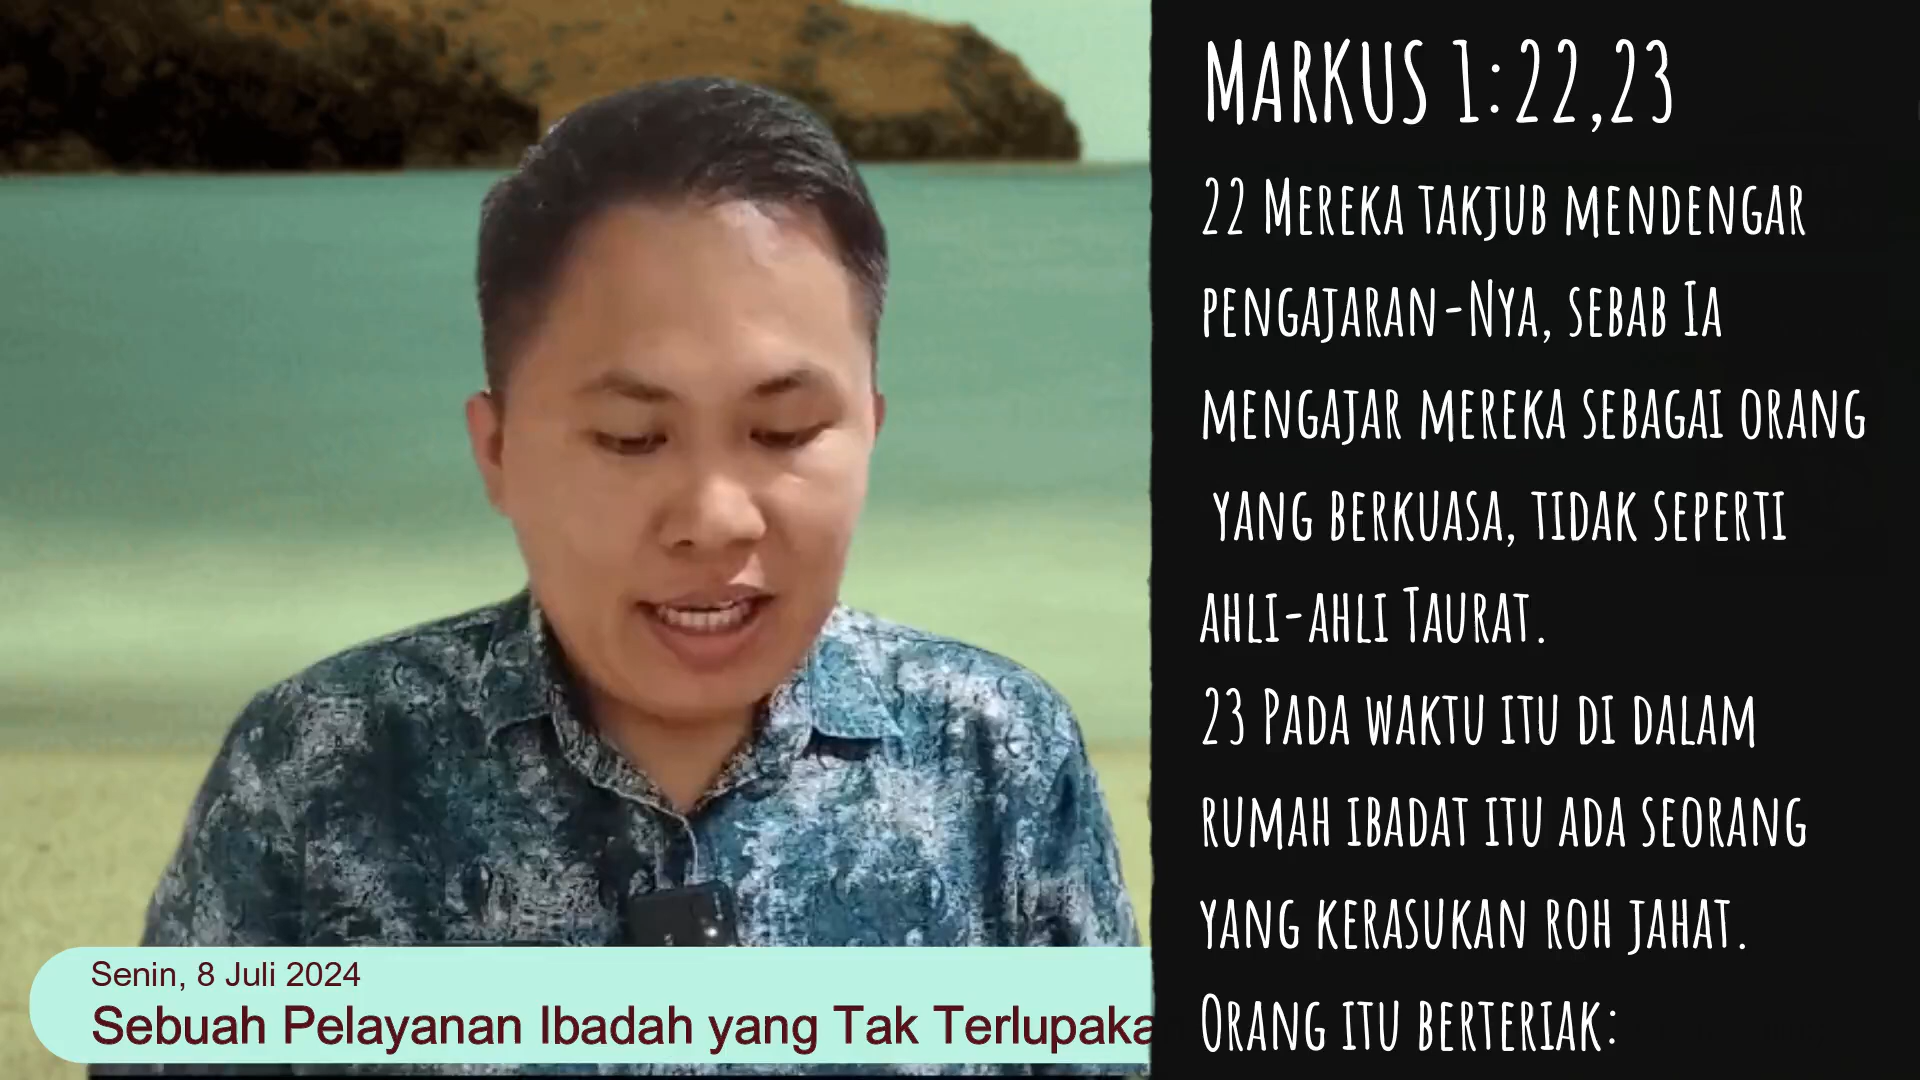 MARKUS 1:22,23
22 Mereka takjub mendengar
pengajaran-Nya, sebab Ia
mengajar mereka sebagai orang
yang berkuasa, tidak seperti
ahli-ahli Taurat.
23 Pada waktu itu di dalam
rumah ibadat itu ada seorang
yang kerasukan roh jahat.
Orang itu berteriak:
Senin, 8 Juli 2024
Sebuah Pelayanan Ibadah yang Tak Terlupaka